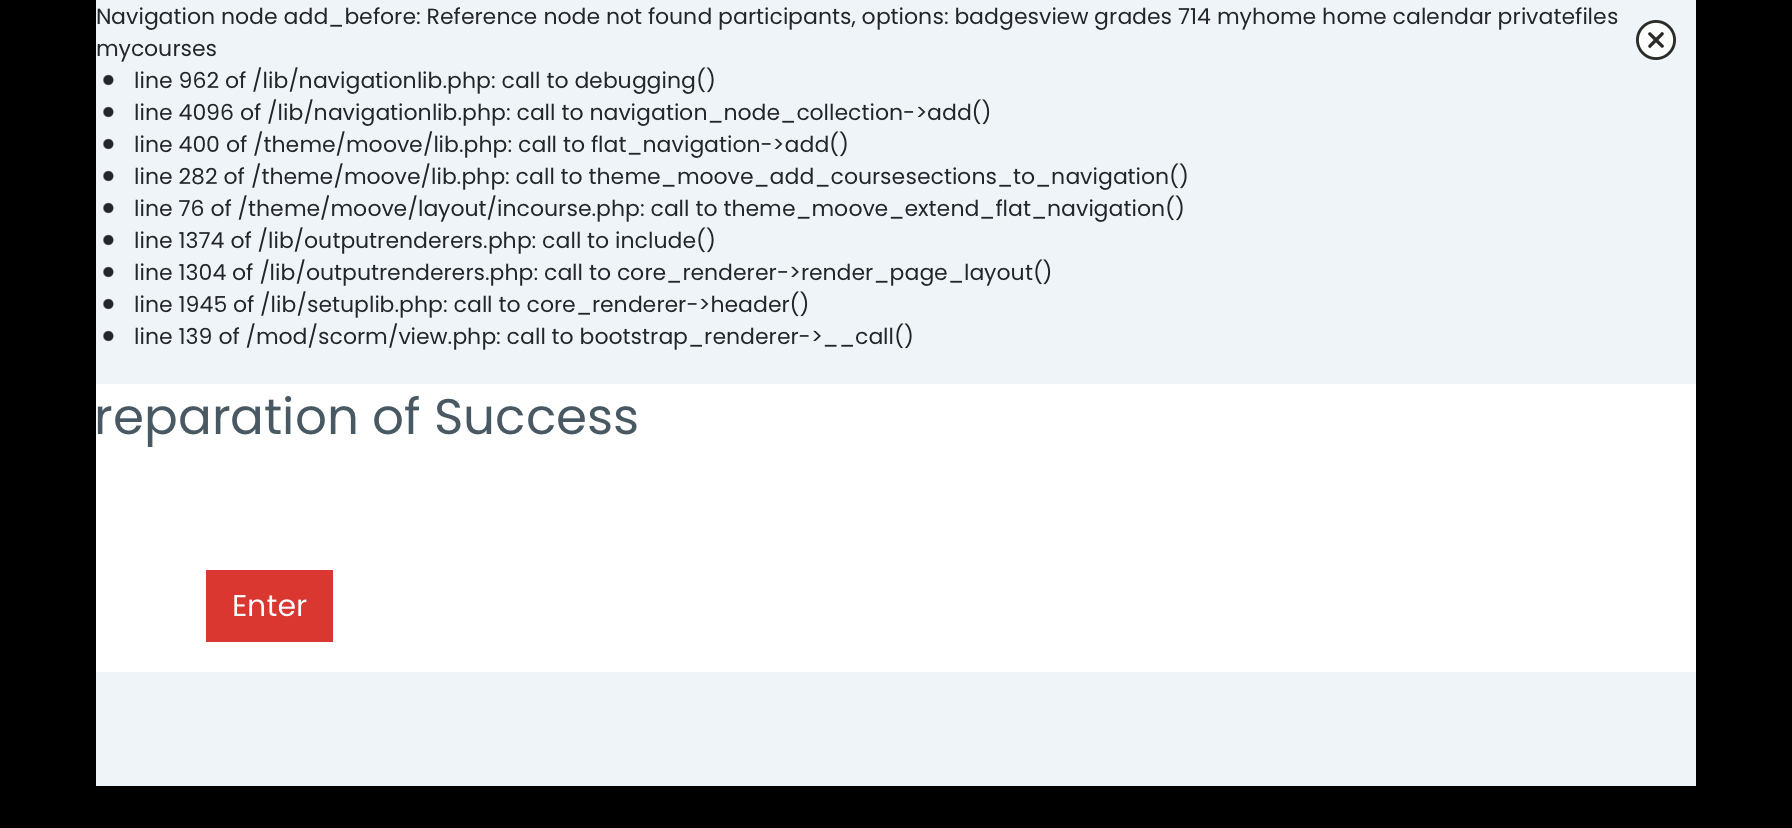 Navigation node add_before: Reference node not found participants, options: badgesview grades 714 myhome home calendar privatefiles
mycourses
line 962 of /lib/navigationlib.php: call to debugging()
line 4096 of /lib/navigationlib.php: call to navigation_node_collection->add()
line 400 of /theme/moove/lib.php: call to flat_navigation->add()
line 282 of /theme/moove/lib.php: call to theme_moove_add_coursesections_to_navigation()
line 76 of /theme/moove/layout/incourse.php: call to theme_moove_extend_flat_navigation()
line 1374 of /lib/outputrenderers.php: call to include()
line 1304 of /lib/outputrenderers.php: call to core_renderer->render_page_layout()
line 1945 of /lib/setuplib.php: call to core_renderer->header()
line 139 of /mod/scorm/view.php: call to bootstrap_renderer->__call()
reparation of Success
Enter